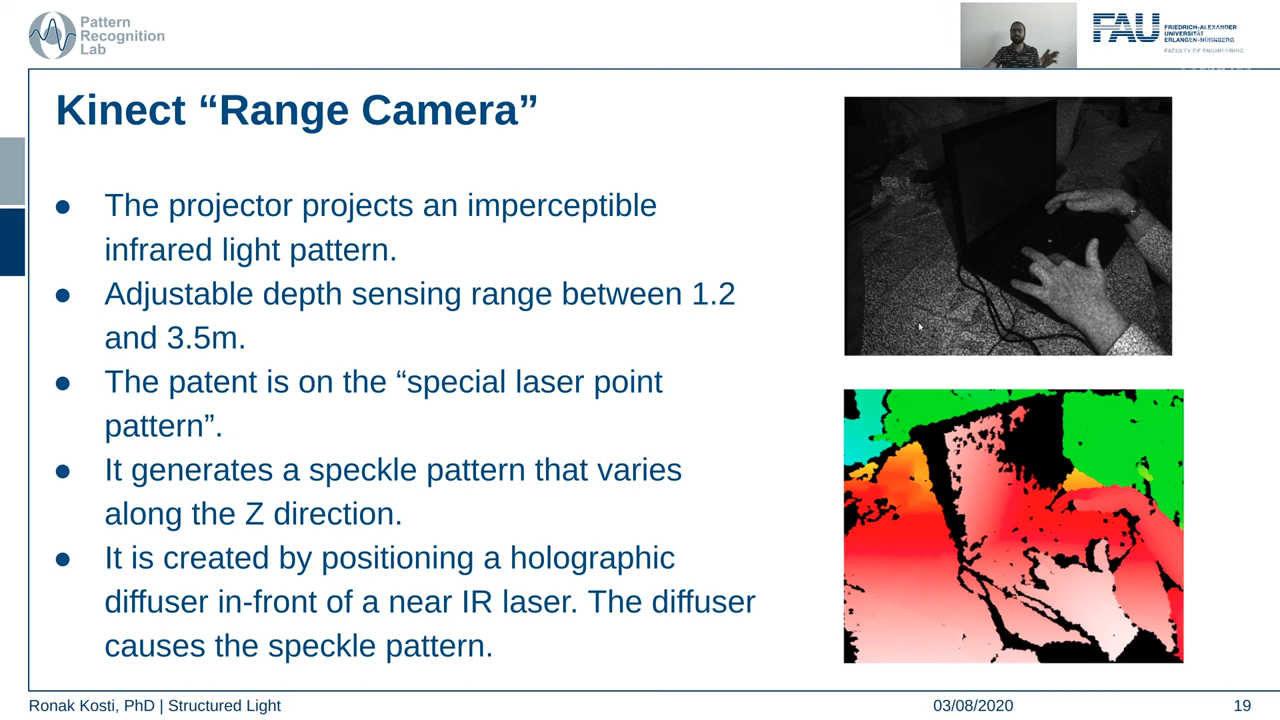 Pattern
Recognition
Lab
FAU
FRIEDRICH-ALEXANDER
UNIVERSITÄT
ERLANGEN-NÜRNBERG
FACULTY OF ENGINEERING
Kinect “Range Camera”
● The projector projects an imperceptible
infrared light pattern.
● Adjustable depth sensing range between 1.2
and 3.5m.
● The patent is on the “special laser point
pattern”.
● It generates a speckle pattern that varies
along the Z direction.
● It is created by positioning a holographic
diffuser in-front of a near IR laser. The diffuser
causes the speckle pattern.
Ronak Kosti, PhD | Structured Light
03/08/2020
19